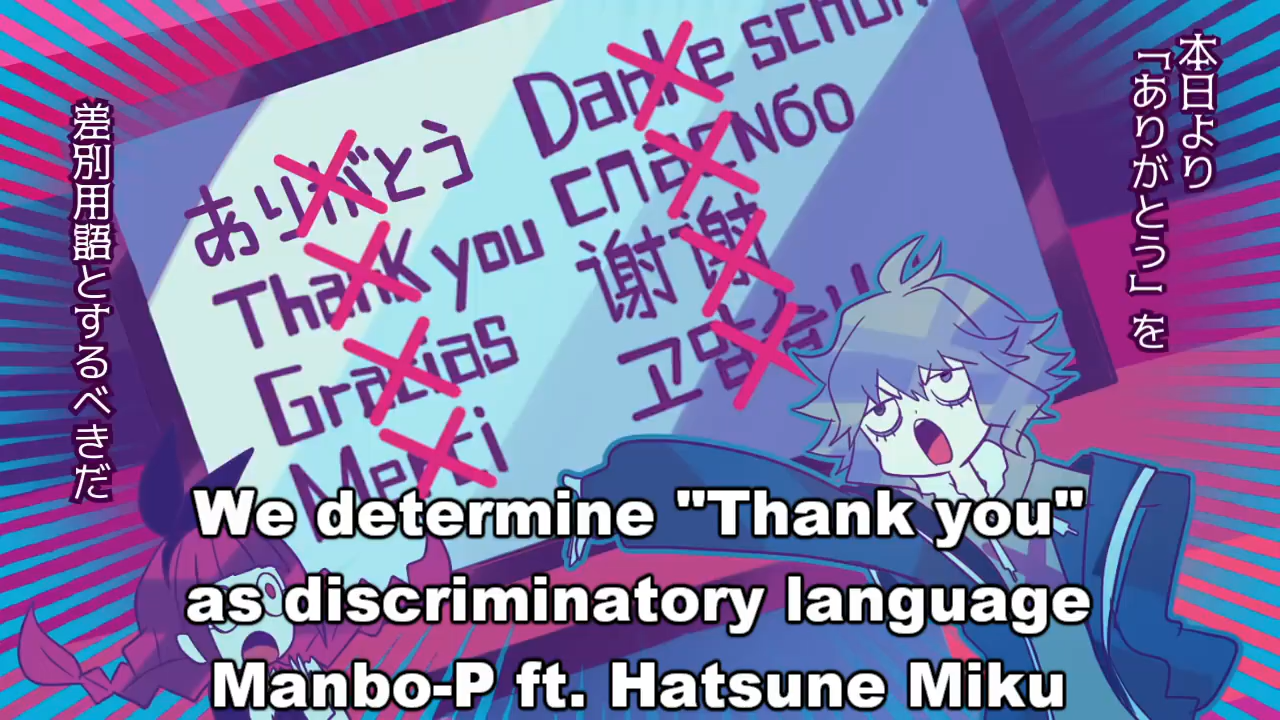 本日より
「ありがとう」を
差別用語とするべきだ
ありがとう
Thank you
Gracias
Merci
Danke schön
спасибо
谢谢
고맙습니
We determine "Thank you"
as discriminatory language
Manbo-P ft. Hatsune Miku